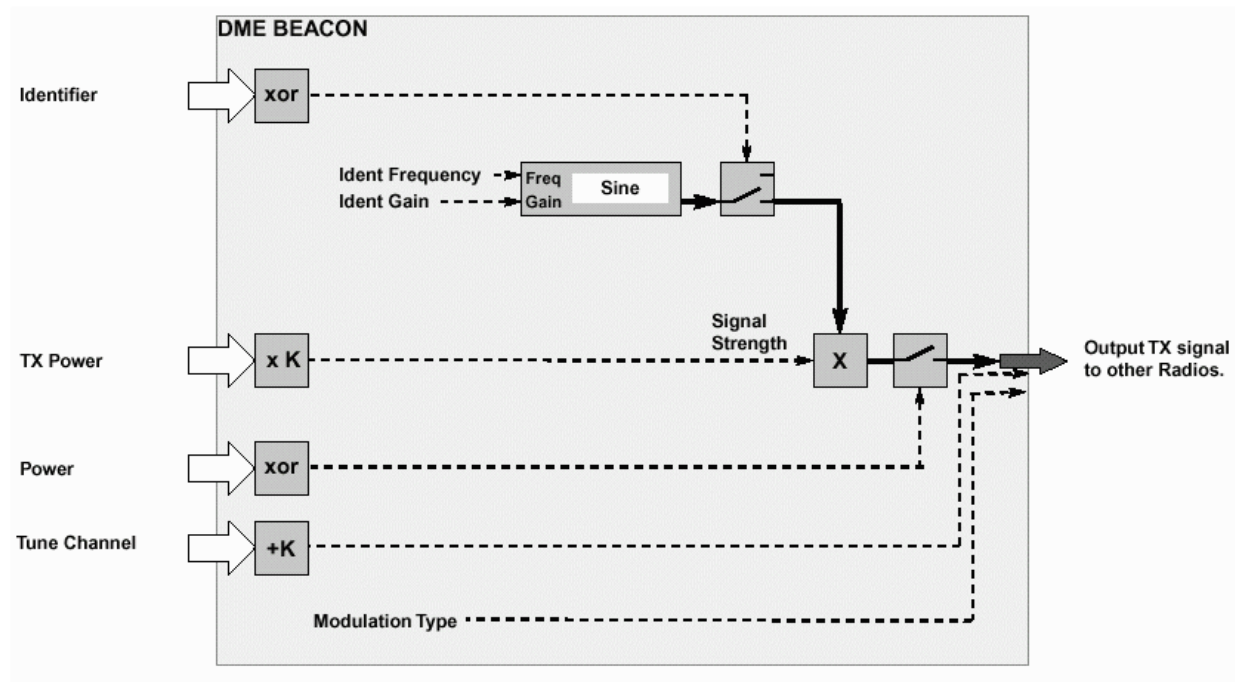 DME BEACON
Identifier
xor
Ident Frequency
Ident Gain
Freq
Gain
Sine
Signal
Strength
TX Power
x K
X
Output TX signal
to other Radios.
Power
xor
Tune Channel
+K
Modulation Type